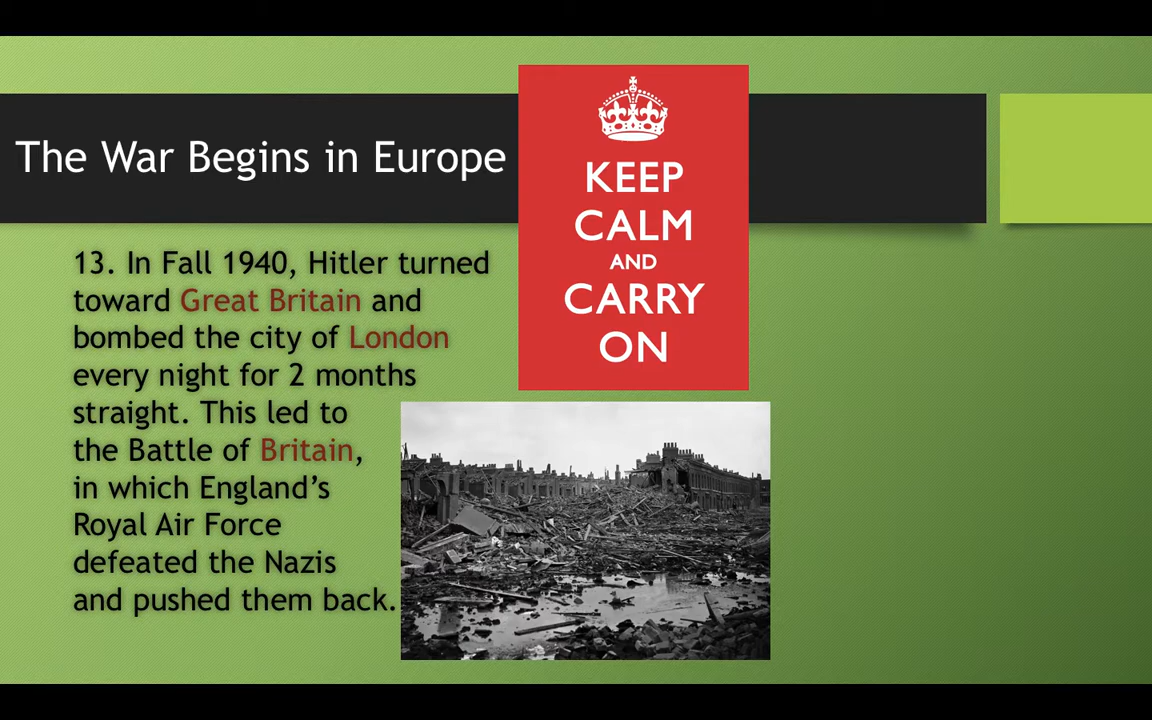 The War Begins in Europe
KEEP
CALM
AND
CARRY
ON
13. In Fall 1940, Hitler turned
toward Great Britain and
bombed the city of London
every night for 2 months
straight. This led to
the Battle of Britain,
in which England’s
Royal Air Force
defeated the Nazis
and pushed them back.